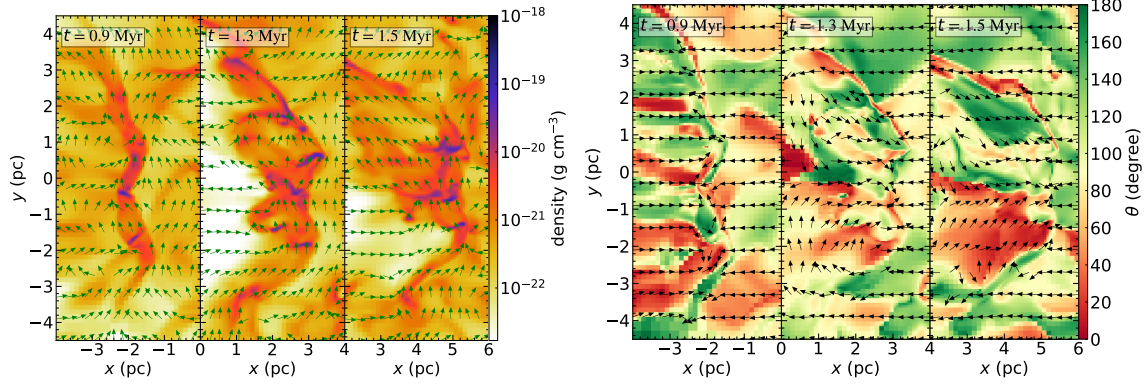 t = 0.9 Myr
t = 1.3 Myr
t = 1.5 Myr
4
3
2
1
0
−1
−2
−3
−4
y (pc)
−3 −2 −1 0 1 2 3 4 5 6
x (pc) x (pc) x (pc)
10⁻¹⁸
10⁻¹⁹
10⁻²⁰
10⁻²¹
10⁻²²
density (g cm⁻³)
t = 0.9 Myr
t = 1.3 Myr
t = 1.5 Myr
4
3
2
1
0
−1
−2
−3
−4
y (pc)
−3 −2 −1 0 1 2 3 4 5 6
x (pc) x (pc) x (pc)
180
160
140
120
100
80
60
40
20
0
θ (degree)